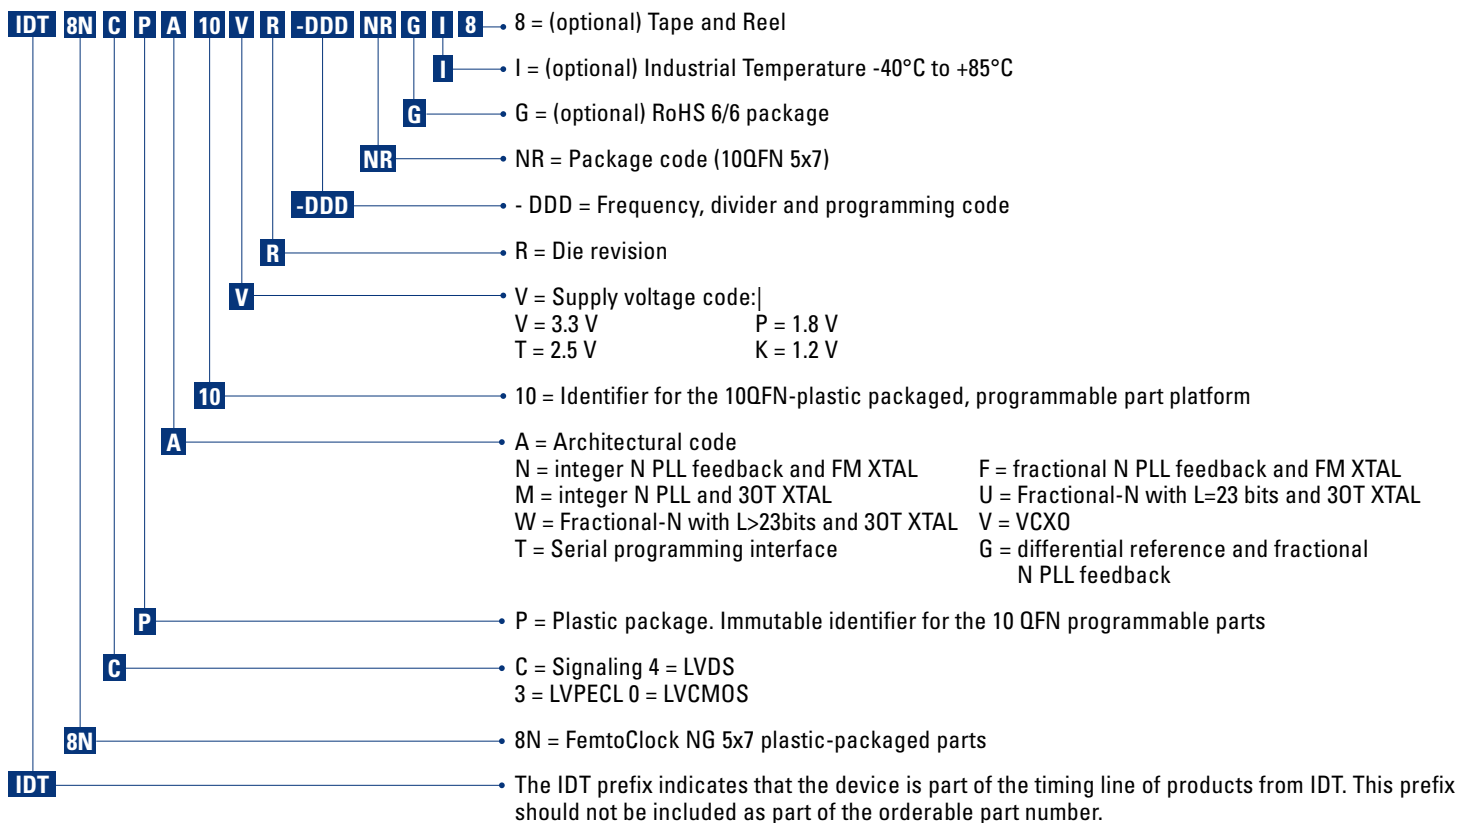 IDT 8N C P A 10 V R -DDD NR G I 8 8 = (optional) Tape and Reel
I I = (optional) Industrial Temperature -40°C to +85°C
G G = (optional) RoHS 6/6 package
NR NR = Package code (10QFN 5x7)
-DDD - DDD = Frequency, divider and programming code
R R = Die revision
V V = Supply voltage code:|
V = 3.3 V P = 1.8 V
T = 2.5 V K = 1.2 V
10 10 = Identifier for the 10QFN-plastic packaged, programmable part platform
A A = Architectural code
N = integer N PLL feedback and FM XTAL F = fractional N PLL feedback and FM XTAL
M = integer N PLL and 3OT XTAL U = Fractional-N with L=23 bits and 3OT XTAL
W = Fractional-N with L>23bits and 3OT XTAL V = VCXO
T = Serial programming interface G = differential reference and fractional
N PLL feedback
P P = Plastic package. Immutable identifier for the 10 QFN programmable parts
C C = Signaling 4 = LVDS
3 = LVPECL 0 = LVCMOS
8N 8N = FemtoClock NG 5x7 plastic-packaged parts
IDT The IDT prefix indicates that the device is part of the timing line of products from IDT. This prefix
should not be included as part of the orderable part number.